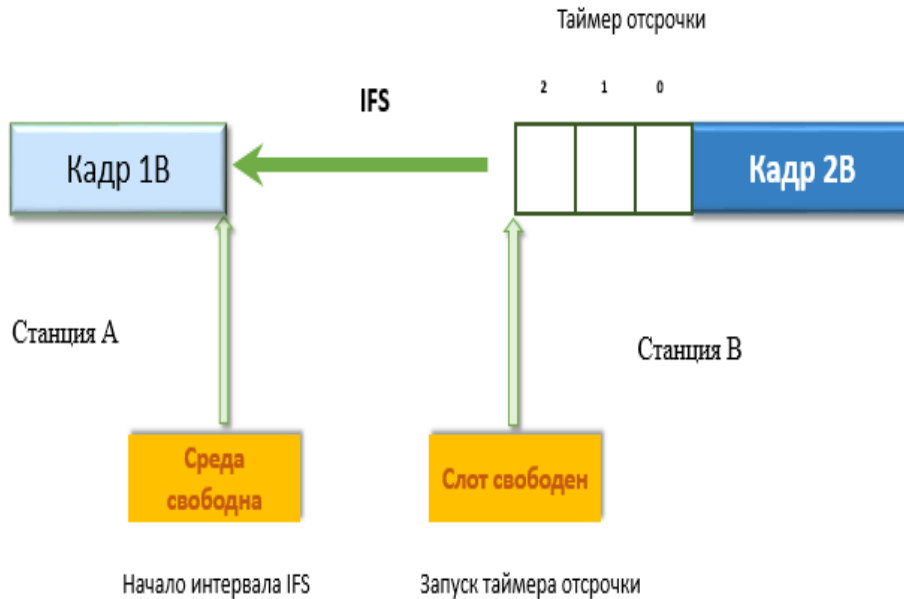 Таймер отсрочки
2 1 0
IFS
Кадр 1В
Кадр 2В
Станция А
Станция В
Среда
свободна
Слот свободен
Начало интервала IFS
Запуск таймера отсрочки